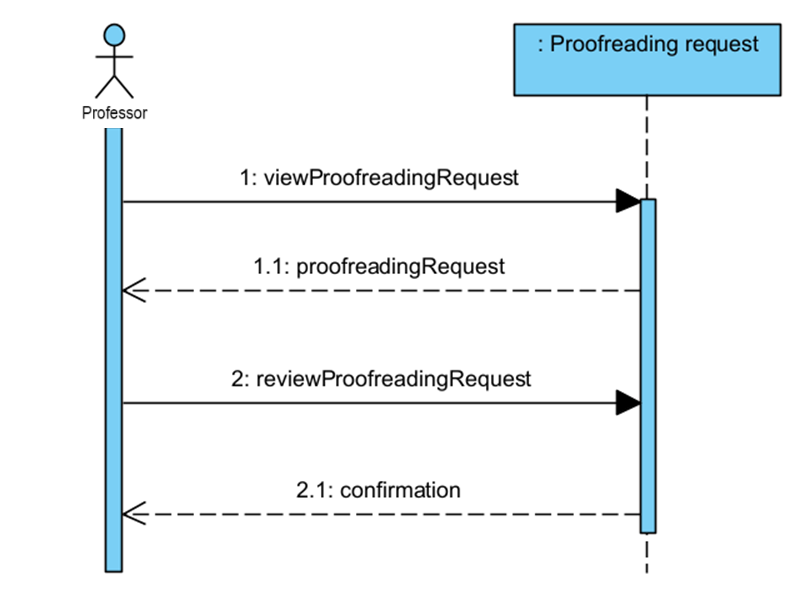 : Proofreading request
Professor
1: viewProofreadingRequest
1.1: proofreadingRequest
2: reviewProofreadingRequest
2.1: confirmation